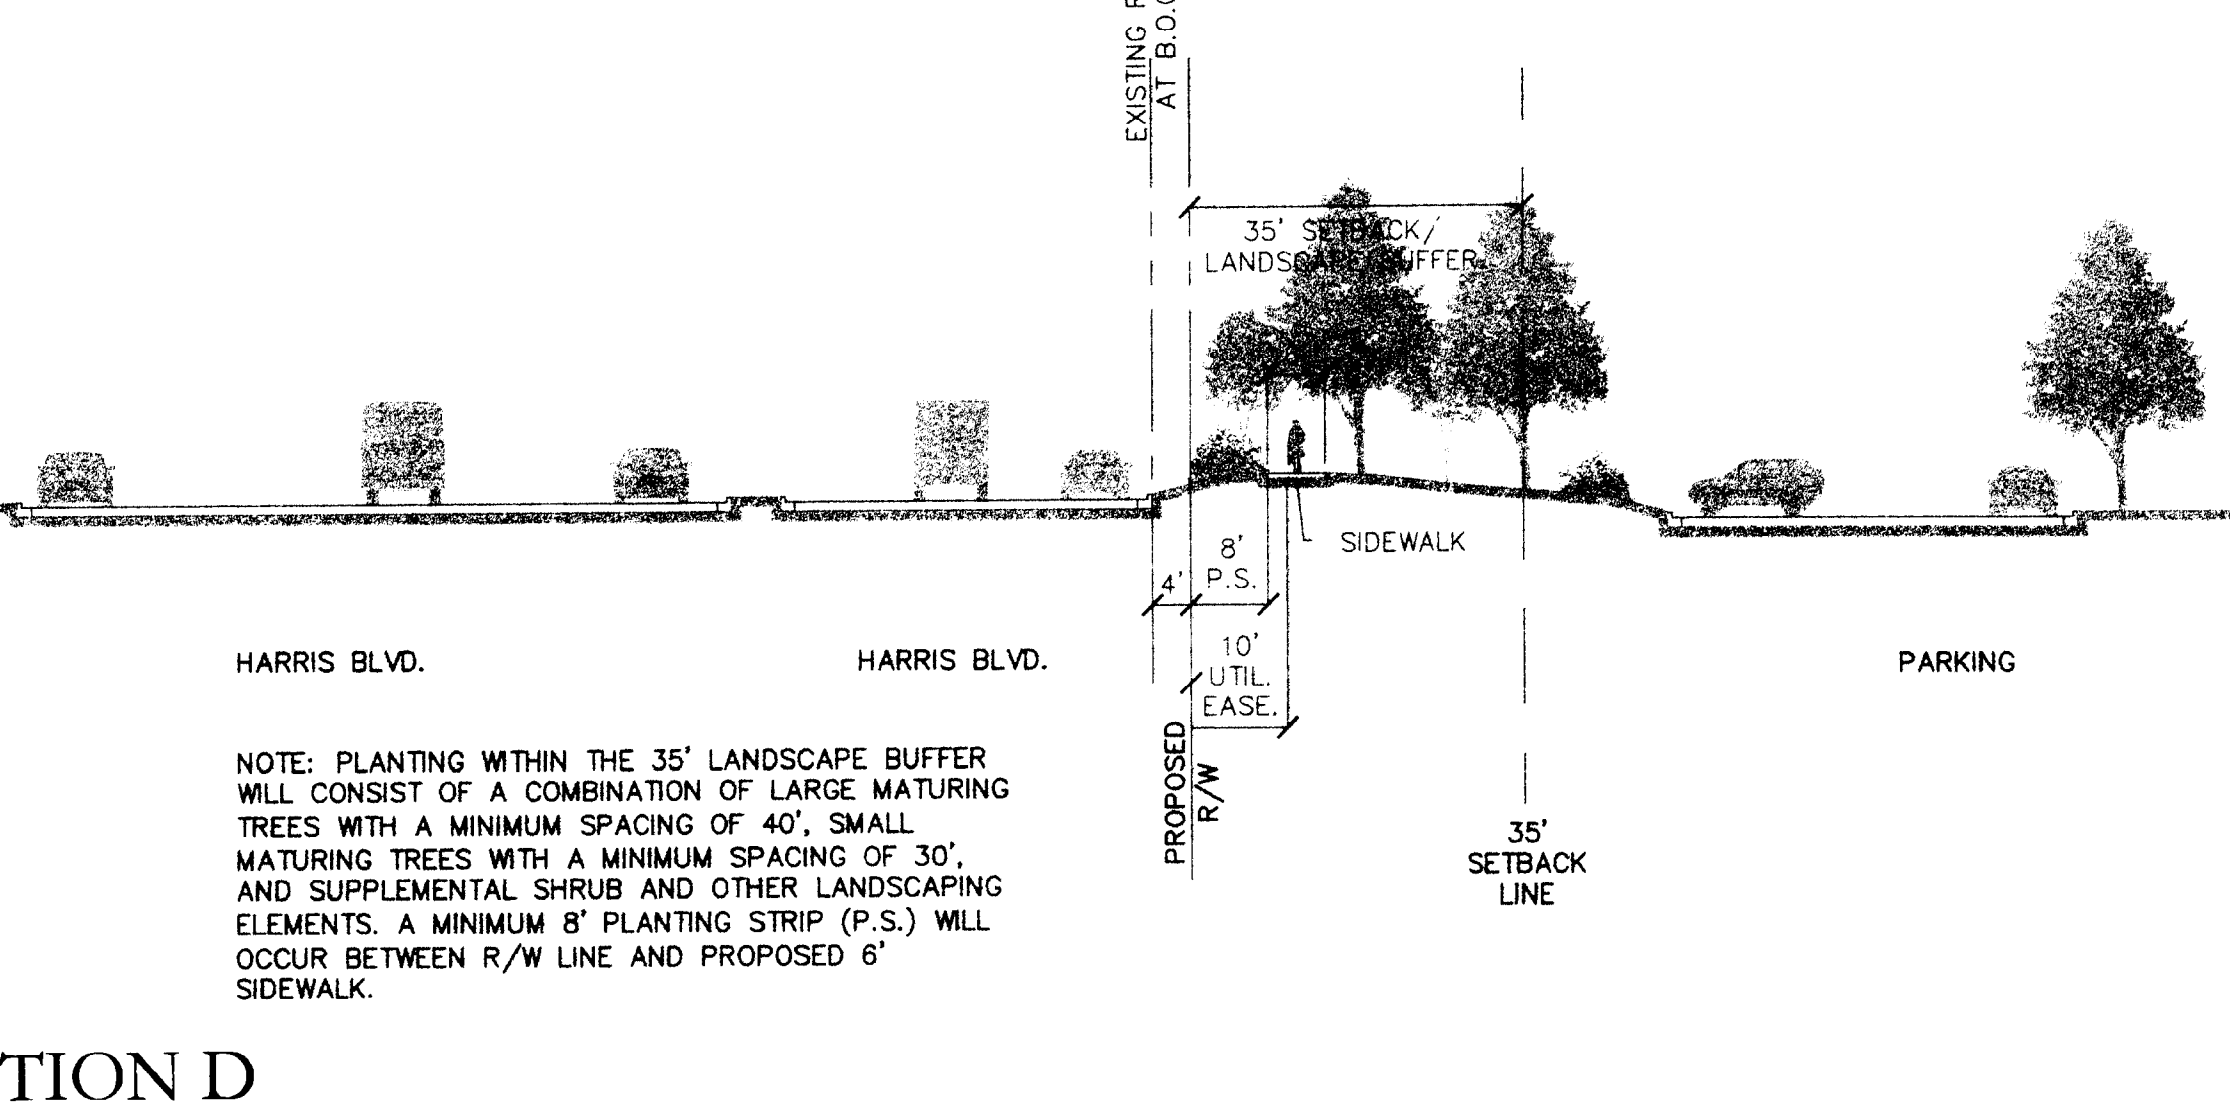 EXISTING
AT B.O.
35' SETBACK/
LANDSCAPE BUFFER
SIDEWALK
8'
P.S.
4'
10'
UTIL.
EASE.
HARRIS BLVD.
HARRIS BLVD.
PARKING
PROPOSED
R/W
35'
SETBACK
LINE
NOTE: PLANTING WITHIN THE 35' LANDSCAPE BUFFER
WILL CONSIST OF A COMBINATION OF LARGE MATURING
TREES WITH A MINIMUM SPACING OF 40', SMALL
MATURING TREES WITH A MINIMUM SPACING OF 30',
AND SUPPLEMENTAL SHRUB AND OTHER LANDSCAPING
ELEMENTS. A MINIMUM 8' PLANTING STRIP (P.S.) WILL
OCCUR BETWEEN R/W LINE AND PROPOSED 6'
SIDEWALK.
TION D